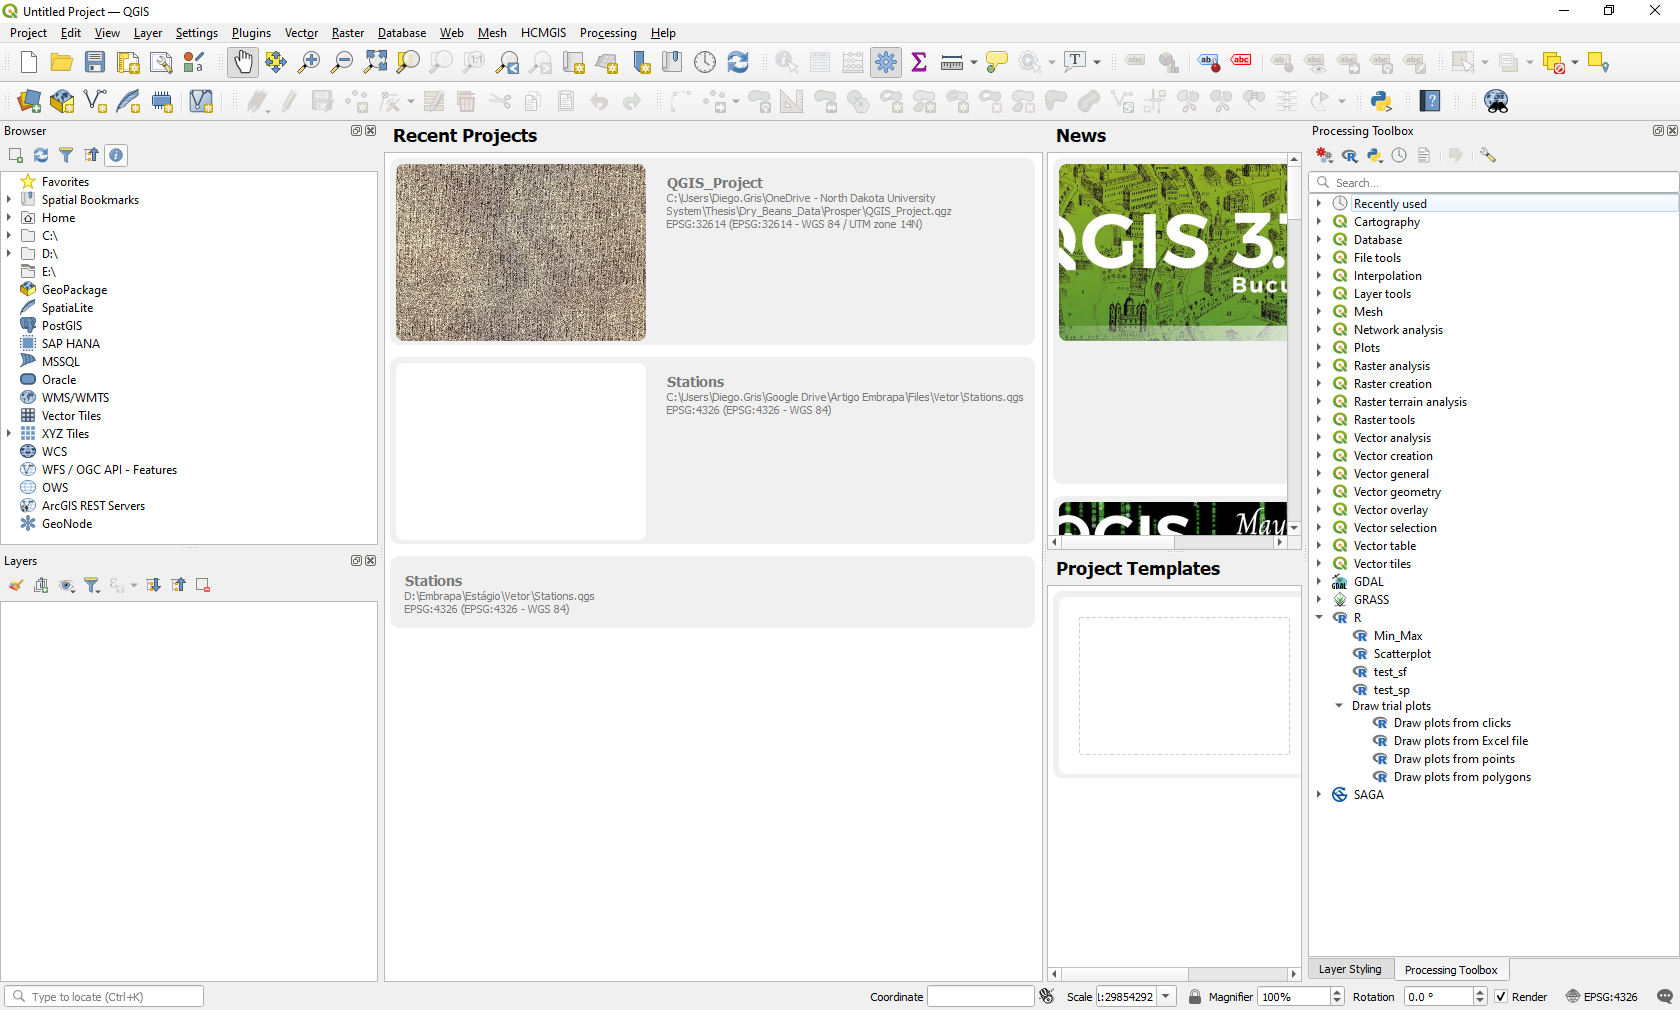 Untitled Project — QGIS
Project Edit View Layer Settings Plugins Vector Raster Database Web Mesh HCMGIS Processing Help
Browser
Favorites
Spatial Bookmarks
Home
C:\
D:\
E:\
GeoPackage
SpatiaLite
PostGIS
SAP HANA
MSSQL
Oracle
WMS/WMTS
Vector Tiles
XYZ Tiles
WCS
WFS / OGC API - Features
OWS
ArcGIS REST Servers
GeoNode
Layers
Recent Projects
QGIS_Project
C:\Users\Diego.Gris\OneDrive - North Dakota University
System\Thesis\Dry_Beans_Data\Prosper\QGIS_Project.qgz
EPSG:32614 (EPSG:32614 - WGS 84 / UTM zone 14N)
Stations
C:\Users\Diego.Gris\Google Drive\Artigo Embrapa\Files\Vetor\Stations.qgs
EPSG:4326 (EPSG:4326 - WGS 84)
Stations
D:\Embrapa\Estágio\Vetor\Stations.qgs
EPSG:4326 (EPSG:4326 - WGS 84)
News
QGIS 3.
Bucu
QGIS May
Project Templates
Processing Toolbox
Search...
Recently used
Cartography
Database
File tools
Interpolation
Layer tools
Mesh
Network analysis
Plots
Raster analysis
Raster creation
Raster terrain analysis
Raster tools
Vector analysis
Vector creation
Vector general
Vector geometry
Vector overlay
Vector selection
Vector table
Vector tiles
GDAL
GRASS
R
Min_Max
Scatterplot
test_sf
test_sp
Draw trial plots
Draw plots from clicks
Draw plots from Excel file
Draw plots from points
Draw plots from polygons
SAGA
Layer Styling Processing Toolbox
Type to locate (Ctrl+K) Coordinate Scale 1:29854292 Magnifier 100% Rotation 0.0 ° Render EPSG:4326